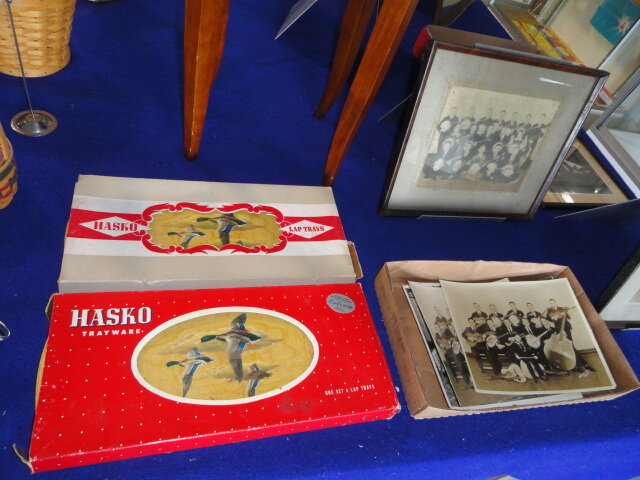 HASKO
LAP TRAYS
HASKO
TRAYWARE
ONE SET 4 LAP TRAYS